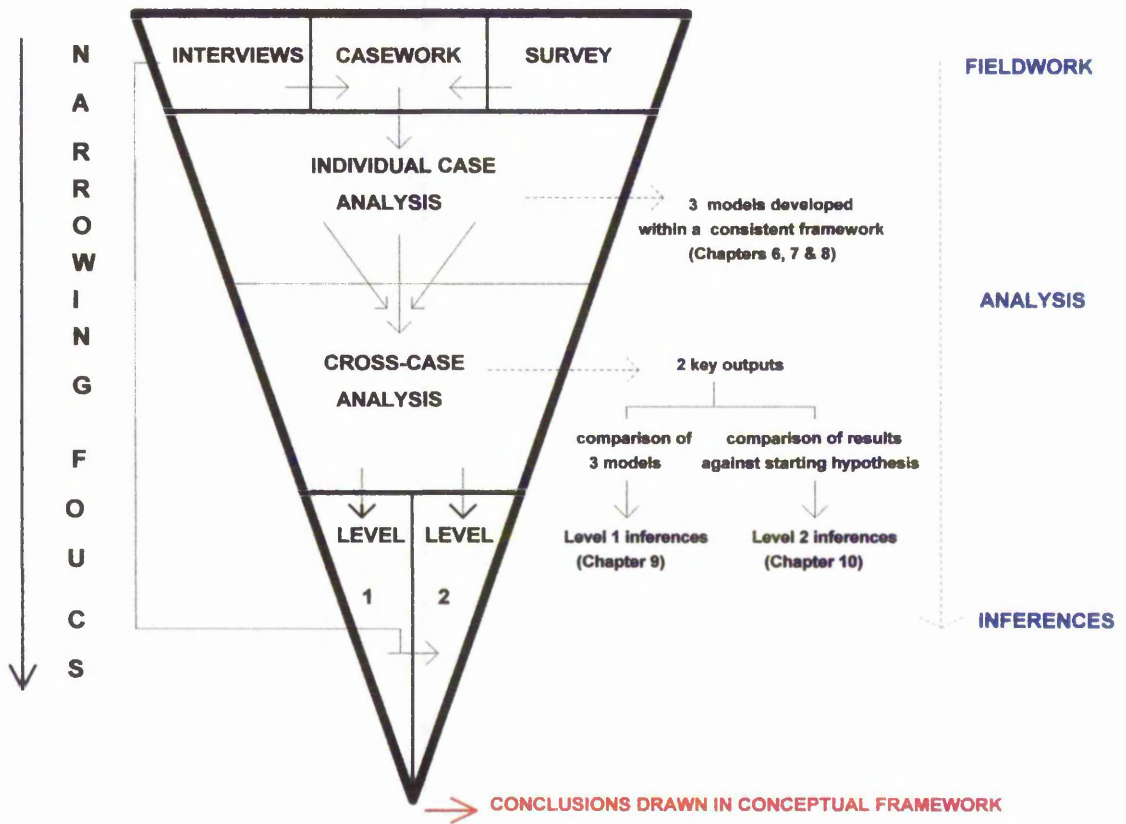 NARROWING FOUCS
INTERVIEWS
CASEWORK
SURVEY
FIELDWORK
INDIVIDUAL CASE
ANALYSIS
3 models developed
within a consistent framework
(Chapters 6, 7 & 8)
ANALYSIS
CROSS-CASE
ANALYSIS
2 key outputs
comparison of
3 models
comparison of results
against starting hypothesis
LEVEL
1
LEVEL
2
Level 1 inferences
(Chapter 9)
Level 2 inferences
(Chapter 10)
INFERENCES
CONCLUSIONS DRAWN IN CONCEPTUAL FRAMEWORK